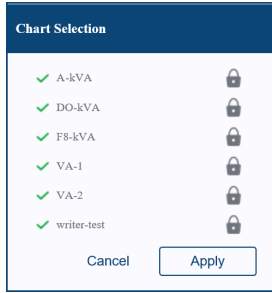 Chart Selection
A-kVA
DO-kVA
F8-kVA
VA-1
VA-2
writer-test
Cancel Apply